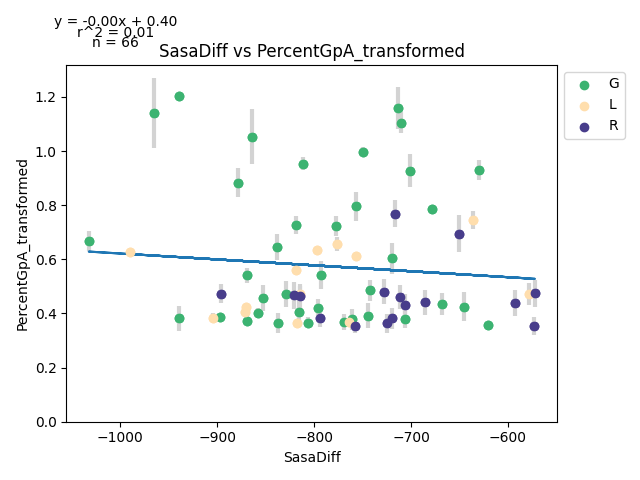 y = -0.00x + 0.40
r^2 = 0.01
n = 66
SasaDiff vs PercentGpA_transformed
G
L
R
PercentGpA_transformed
1.2
1.0
0.8
0.6
0.4
0.2
0.0
−1000
−900
−800
−700
−600
SasaDiff